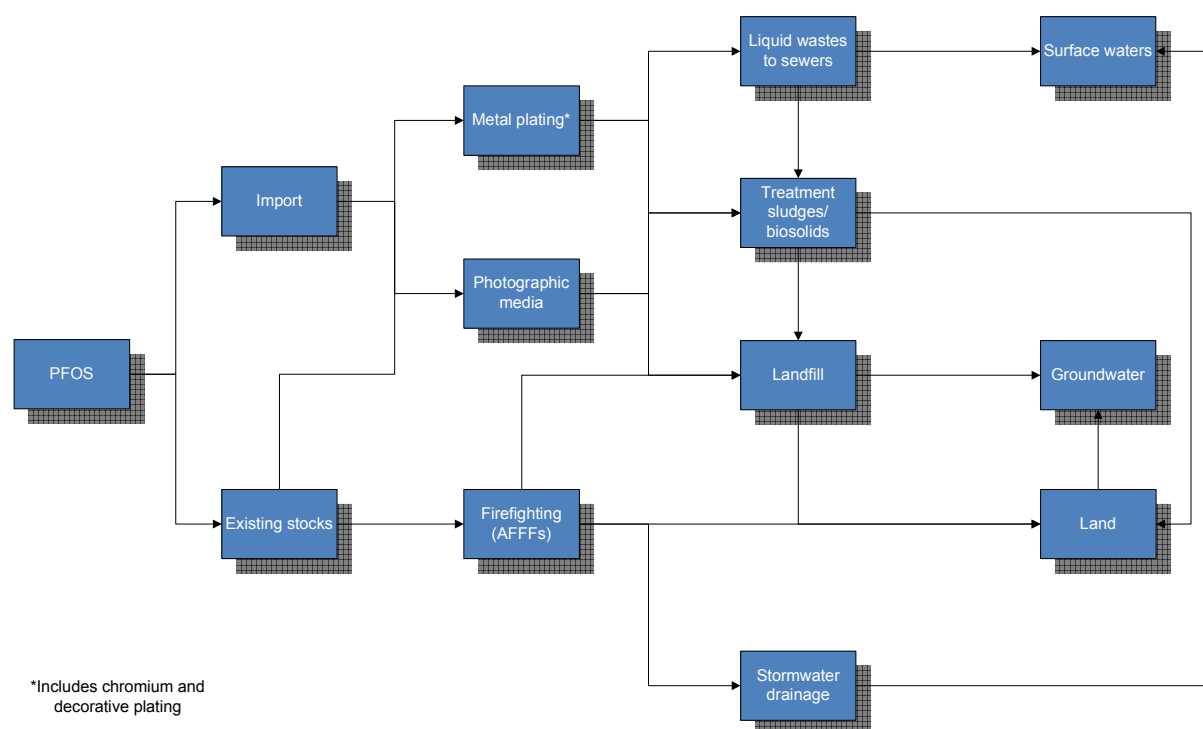 Liquid wastes
to sewers
Surface waters
Metal plating*
Import
Treatment
sludges/
biosolids
Photographic
media
PFOS
Landfill
Groundwater
Existing stocks
Firefighting
(AFFFs)
Land
Stormwater
drainage
*Includes chromium and
decorative plating